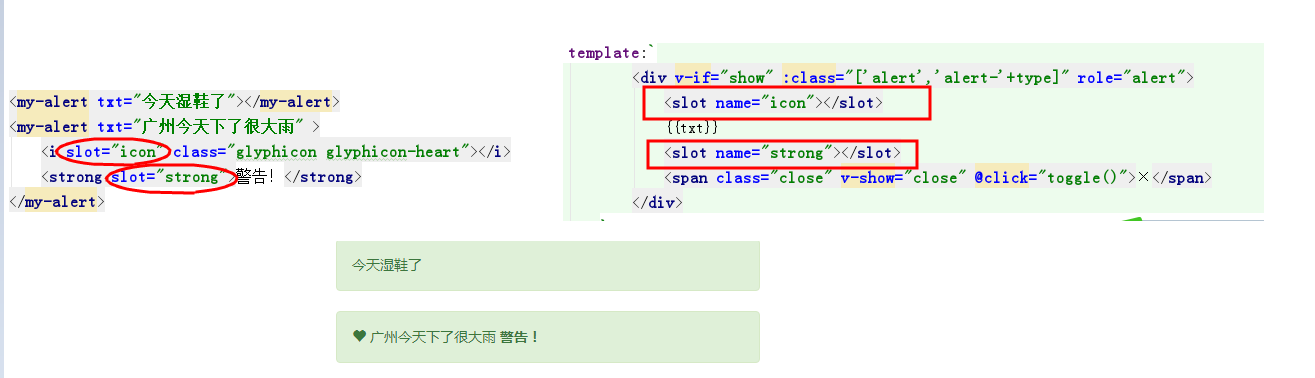 <my-alert txt="今天湿鞋了"></my-alert>
<my-alert txt="广州今天下了很大雨" >
<i slot="icon" class="glyphicon glyphicon-heart"></i>
<strong slot="strong">警告!</strong>
</my-alert>
template:`
<div v-if="show" :class="['alert','alert-'+type]" role="alert">
<slot name="icon"></slot>
{{txt}}
<slot name="strong"></slot>
<span class="close" v-show="close" @click="toggle()">×</span>
</div>
`
今天湿鞋了
广州今天下了很大雨 警告!